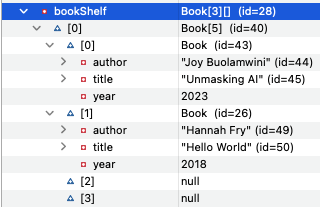 bookShelf Book[3][] (id=28)
[0] Book[5] (id=40)
[0] Book (id=43)
author "Joy Buolamwini" (id=44)
title "Unmasking AI" (id=45)
year 2023
[1] Book (id=26)
author "Hannah Fry" (id=49)
title "Hello World" (id=50)
year 2018
[2] null
[3] null